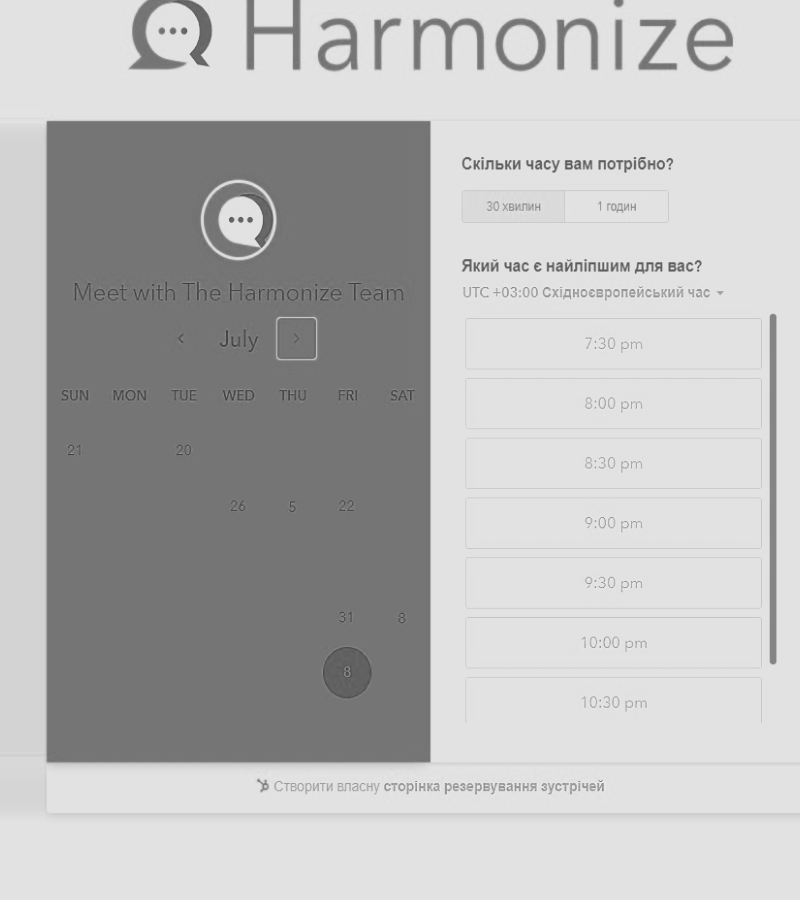 Harmonize
Meet with The Harmonize Team
July
SUN MON TUE WED THU FRI SAT
21 20
26 5 22
31 8
8
Скільки часу вам потрібно?
30 хвилин 1 годин
Який час є найліпшим для вас?
UTC +03:00 Східноєвропейський час
7:30 pm
8:00 pm
8:30 pm
9:00 pm
9:30 pm
10:00 pm
10:30 pm
Створити власну сторінка резервування зустрічей